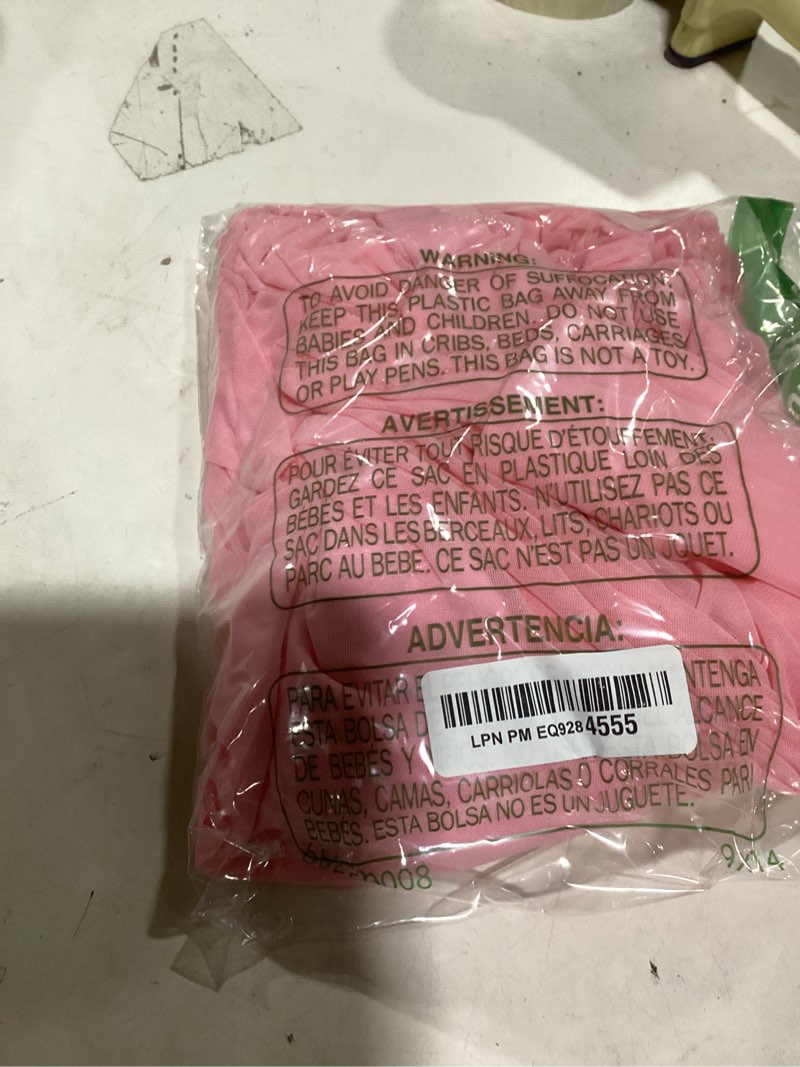 WARNING:
TO AVOID DANGER OF SUFFOCATION,
KEEP THIS PLASTIC BAG AWAY FROM
BABIES AND CHILDREN. DO NOT USE
THIS BAG IN CRIBS, BEDS, CARRIAGES
OR PLAY PENS. THIS BAG IS NOT A TOY.
AVERTISSEMENT:
POUR ÉVITER TOUT RISQUE D'ÉTOUFFEMENT,
GARDEZ CE SAC EN PLASTIQUE LOIN DES
BÉBÉS ET LES ENFANTS. N'UTILISEZ PAS CE
SAC DANS LES BERCEAUX, LITS, CHARIOTS OU
PARC AU BEBE. CE SAC N'EST PAS UN JOUET.
ADVERTENCIA:
PARA EVITAR
ESTA BOLSA
DE BEBES Y BOLSA EN
CUNAS, CAMAS, CARRIOLAS O CORRALES PARA
BEBES. ESTA BOLSA NO ES UN JUGUETE.
LPN PM EQ9284555